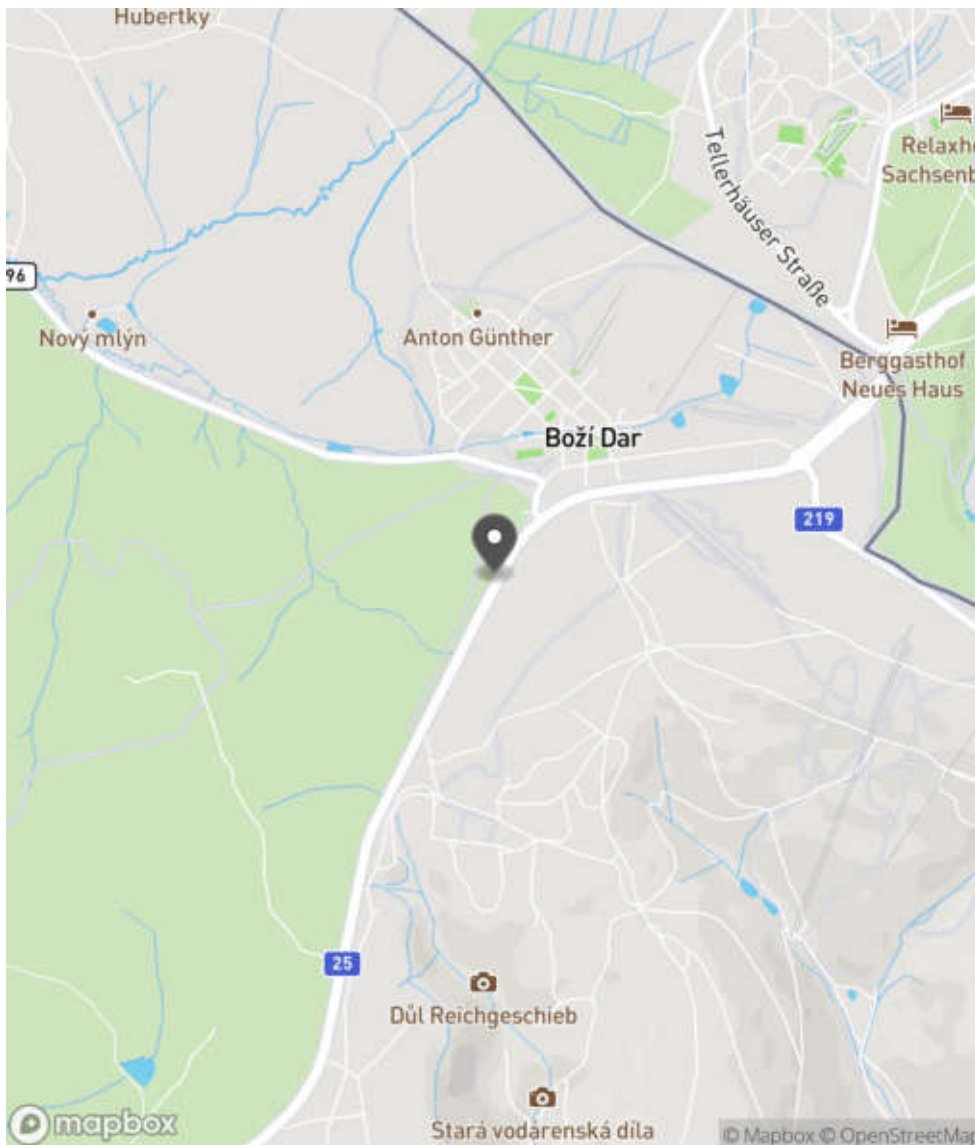 Hubertky
Tellerhäuser Straße
Relaxho
Sachsenb
96
Nový mlýn
Anton Günther
Berggasthof
Neues Haus
Boží Dar
219
25
Důl Reichgeschieb
Stará vodárenská díla
mapbox
© Mapbox © OpenStreetMap